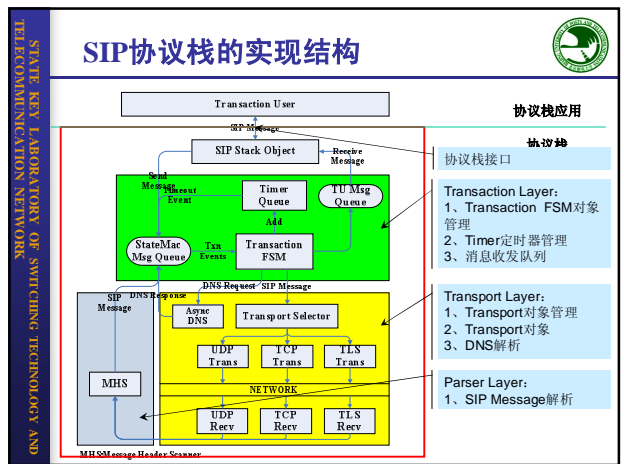 SIP协议栈的实现结构
STATE KEY LABORATORY OF SWITCHING TECHNOLOGY AND
TELECOMMUNICATION NETWORK
Transaction User
协议栈应用
SIP Message
协议栈
SIP Stack Object
Receive
Message
协议栈接口
Send
Message
Timeout
Event
Timer
Queue
TU Msg
Queue
Add
StateMac
Msg Queue
Txn
Events
Transaction
FSM
Transaction Layer:
1、Transaction FSM对象
管理
2、Timer定时器管理
3、消息收发队列
DNS Request
SIP Message
SIP
Message
DNS Response
Async
DNS
Transport Selector
Transport Layer:
1、Transport对象管理
2、Transport对象
3、DNS解析
UDP
Trans
TCP
Trans
TLS
Trans
MHS
NETWORK
Parser Layer:
1、SIP Message解析
UDP
Recv
TCP
Recv
TLS
Recv
MHS:Message Header Scanner